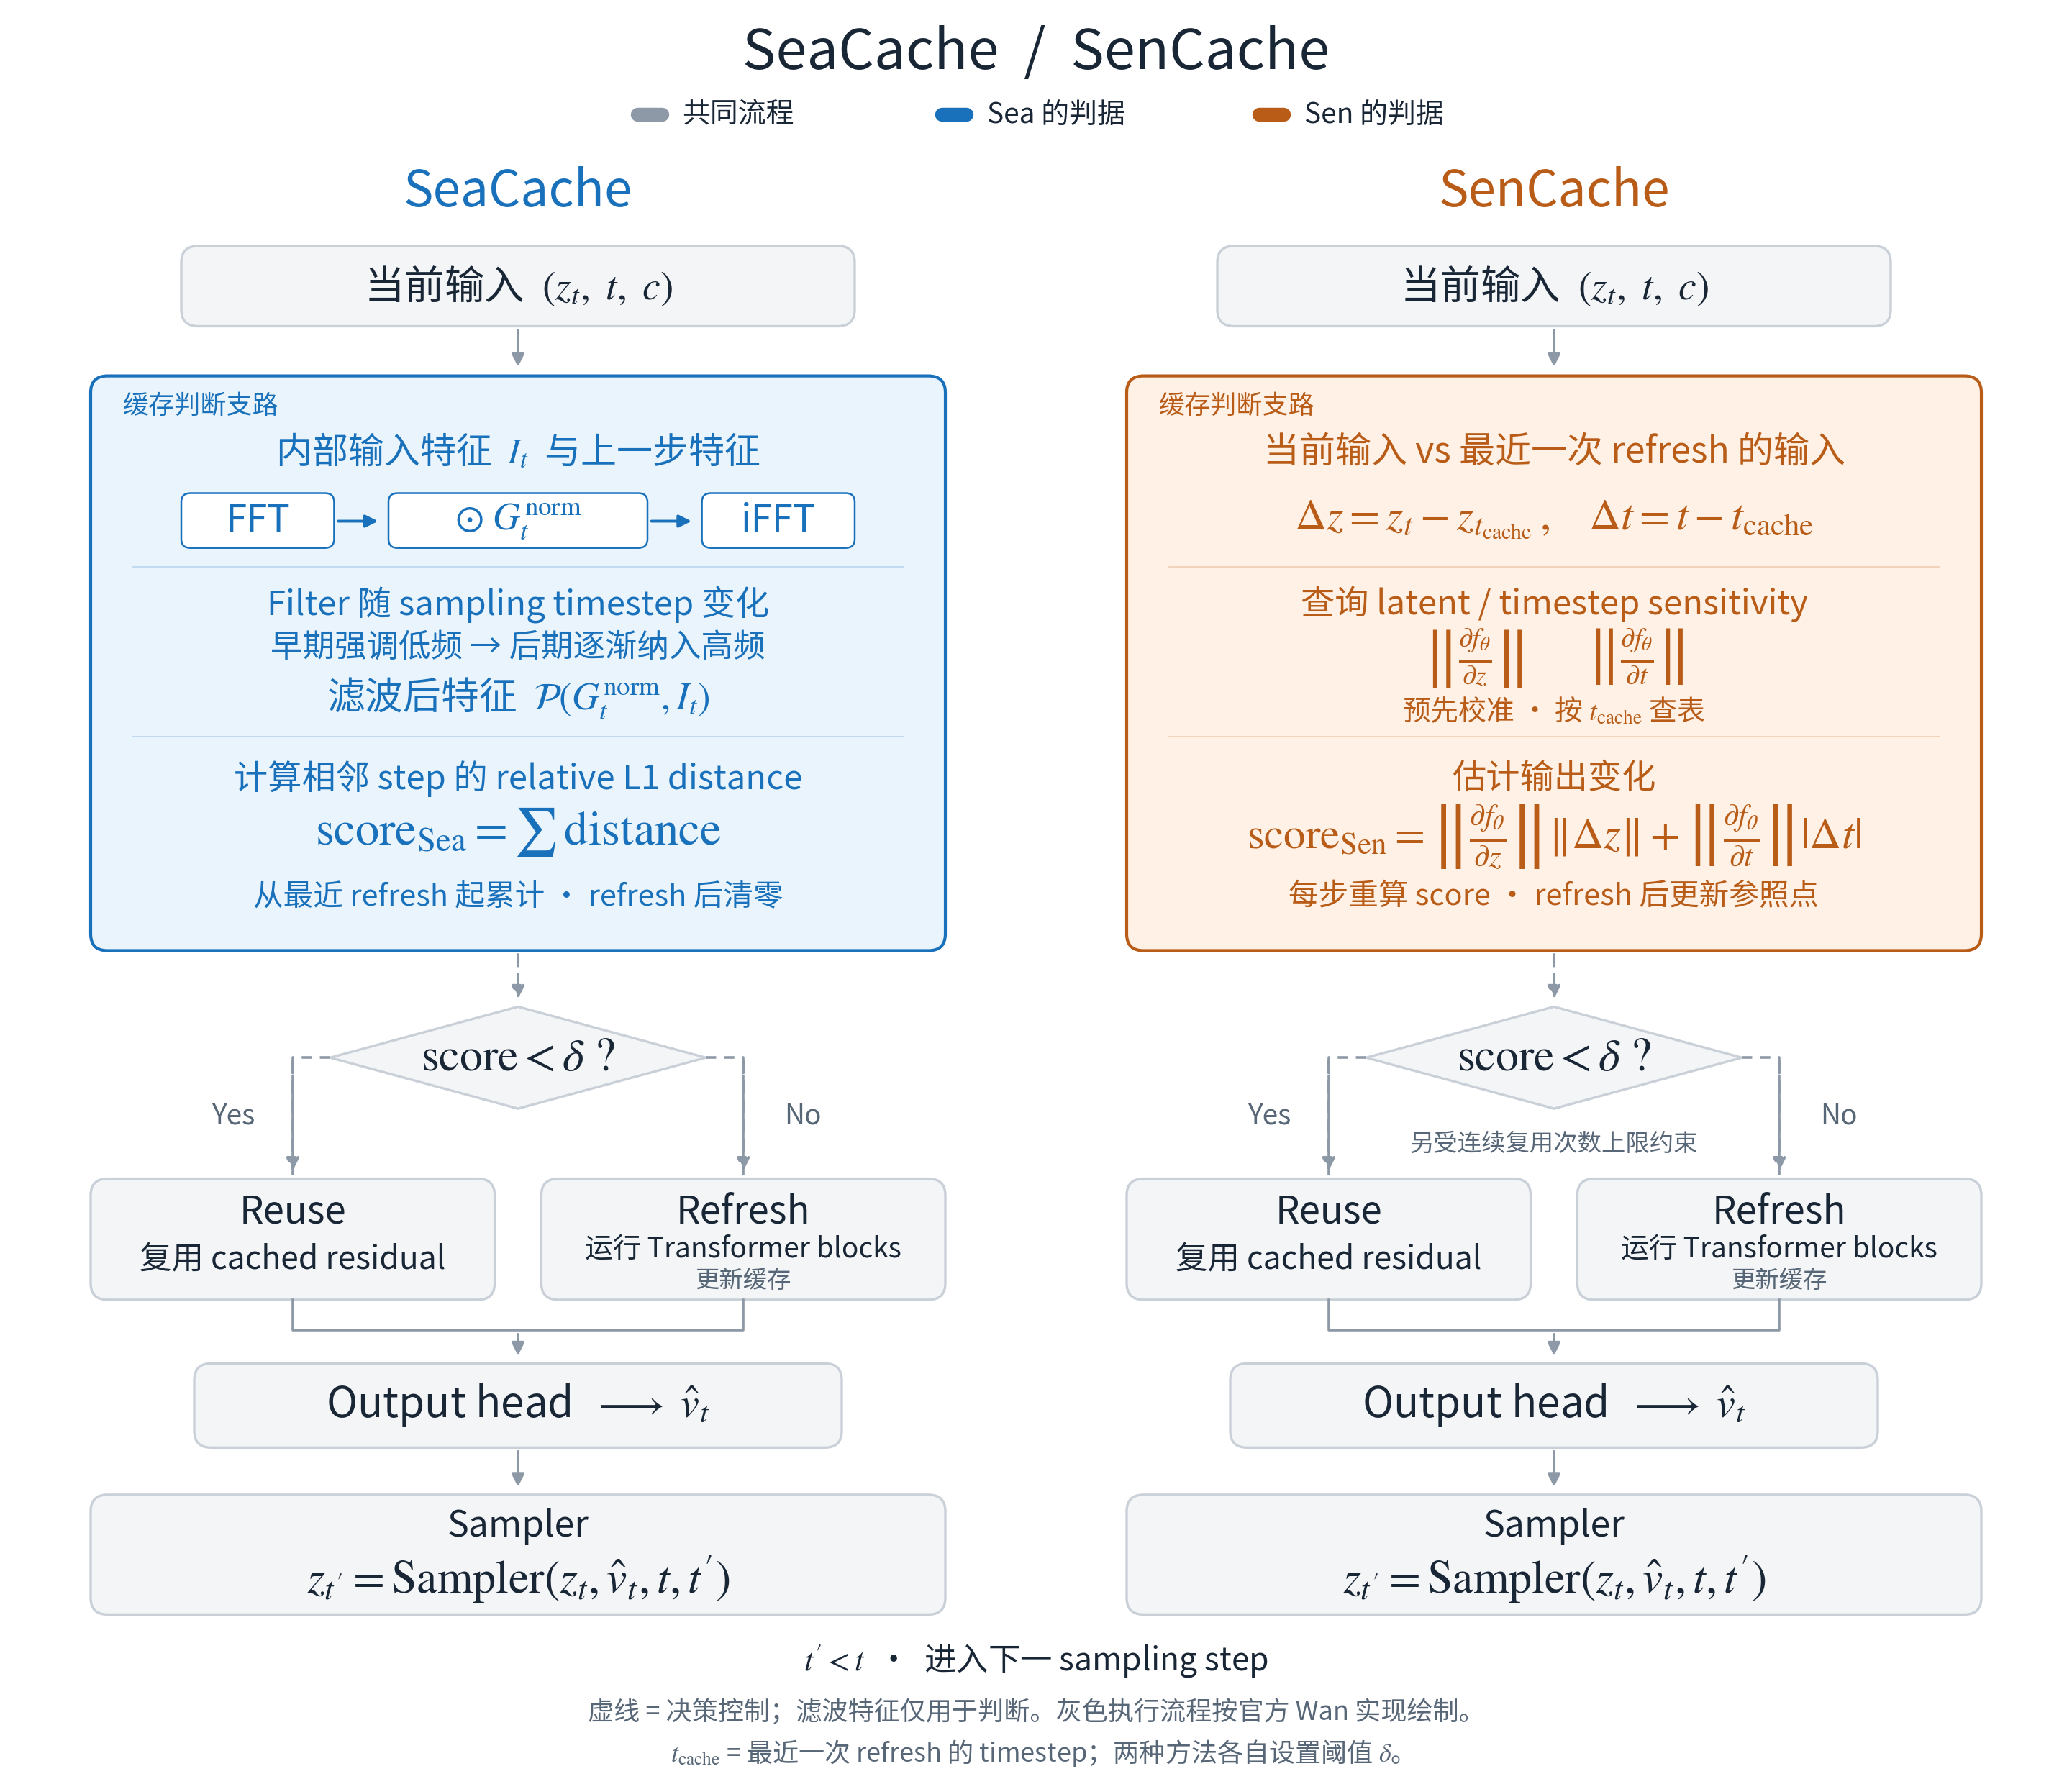 SeaCache / SenCache
共同流程 Sea 的判据 Sen 的判据
SeaCache
当前输入 (z_t, t, c)
缓存判断支路
内部输入特征 I_t 与上一步特征
FFT ⊙ G_t^norm iFFT
Filter 随 sampling timestep 变化
早期强调低频 → 后期逐渐纳入高频
滤波后特征 𝒫(G_t^norm, I_t)
计算相邻 step 的 relative L1 distance
score_Sea = ∑ distance
从最近 refresh 起累计 · refresh 后清零
score < δ ?
Yes No
Reuse
复用 cached residual
Refresh
运行 Transformer blocks
更新缓存
Output head ⟶ v̂_t
Sampler
z_t′ = Sampler(z_t, v̂_t, t, t′)
SenCache
当前输入 (z_t, t, c)
缓存判断支路
当前输入 vs 最近一次 refresh 的输入
Δz = z_t − z_{t_cache} , Δt = t − t_cache
查询 latent / timestep sensitivity
||∂f_θ/∂z|| ||∂f_θ/∂t||
预先校准 · 按 t_cache 查表
估计输出变化
score_Sen = ||∂f_θ/∂z|| ||Δz|| + ||∂f_θ/∂t|| |Δt|
每步重算 score · refresh 后更新参照点
score < δ ?
Yes No
另受连续复用次数上限约束
Reuse
复用 cached residual
Refresh
运行 Transformer blocks
更新缓存
Output head ⟶ v̂_t
Sampler
z_t′ = Sampler(z_t, v̂_t, t, t′)
t′ < t · 进入下一 sampling step
虚线 = 决策控制；滤波特征仅用于判断。灰色执行流程按官方 Wan 实现绘制。
t_cache = 最近一次 refresh 的 timestep；两种方法各自设置阈值 δ。